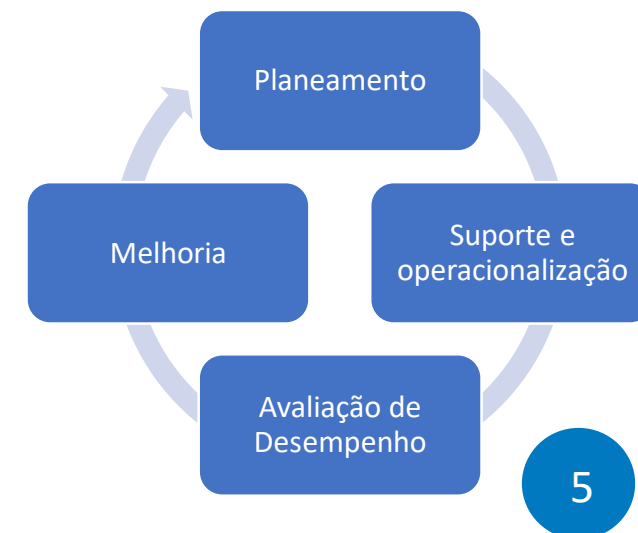 Planeamento
Melhoria
Suporte e
operacionalização
Avaliação de
Desempenho
5